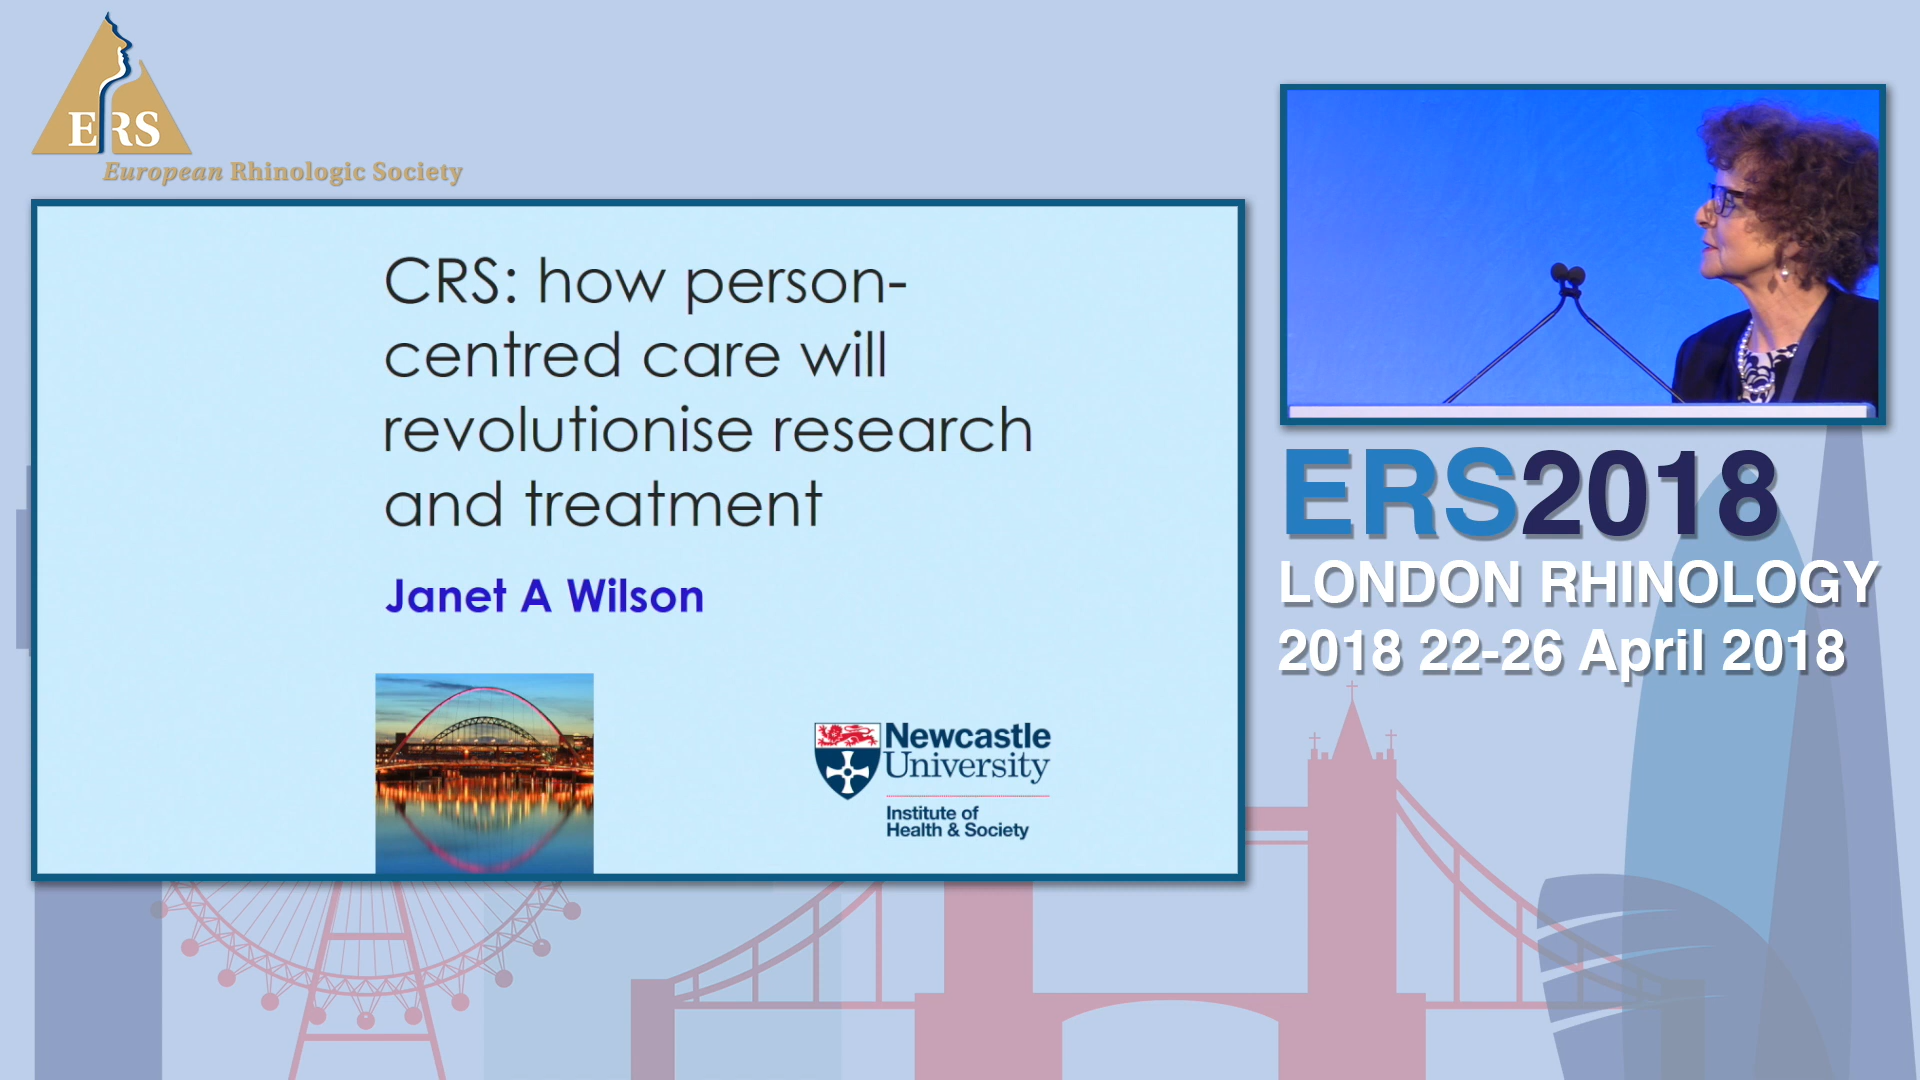 ERS
European Rhinologic Society
CRS: how person-
centred care will
revolutionise research
and treatment
Janet A Wilson
Newcastle
University
Institute of
Health & Society
ERS2018
LONDON RHINOLOGY
2018 22-26 April 2018